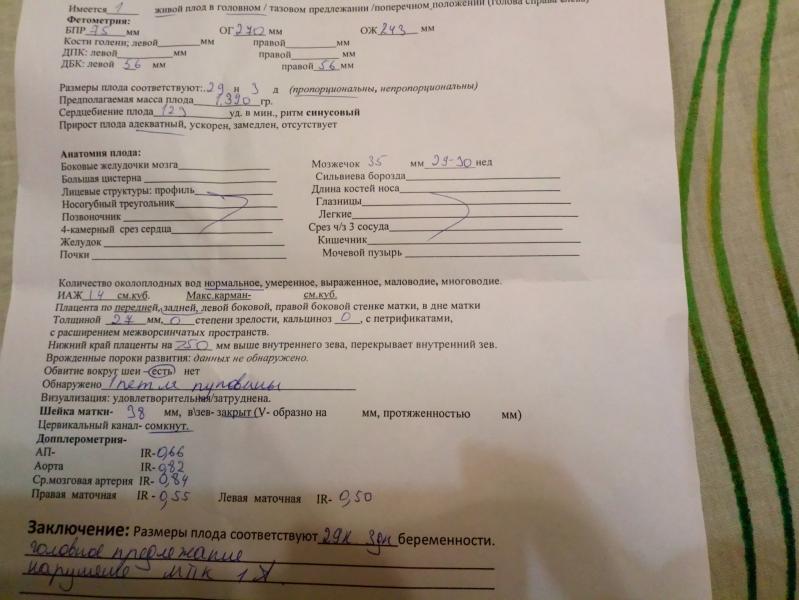 Имеется 1 живой плод в головном / тазовом предлежании /поперечном положении (голова справа слева)
Фетометрия:
БПР 75 мм ОГ 270 мм ОЖ 243 мм
Кости голени; левой мм правой мм
ДПК: левой мм правой мм
ДБК: левой 56 мм правой 56 мм
Размеры плода соответствуют: 29 н 3 д (пропорциональны, непропорциональны)
Предполагаемая масса плода 1390 гр.
Сердцебиение плода 129 уд. в мин., ритм синусовый
Прирост плода адекватный, ускорен, замедлен, отсутствует
Анатомия плода:
Боковые желудочки мозга Мозжечок 35 мм 29-30 нед
Большая цистерна Сильвиева борозда
Лицевые структуры: профиль Длина костей носа
Носогубный треугольник Глазницы
Позвоночник Легкие
4-камерный срез сердца Срез ч/з 3 сосуда
Желудок Кишечник
Почки Мочевой пузырь
Количество околоплодных вод нормальное, умеренное, выраженное, маловодие, многоводие.
ИАЖ 14 см.куб. Макс.карман- см.куб.
Плацента по передней, задней, левой боковой, правой боковой стенке матки, в дне матки
Толщиной 27 мм, 0 степени зрелости, кальциноз 0, с петрификатами,
с расширением межворсинчатых пространств.
Нижний край плаценты на 250 мм выше внутреннего зева, перекрывает внутренний зев.
Врожденные пороки развития: данных не обнаружено.
Обвитие вокруг шеи - есть нет
Обнаружено 1 петля пуповины
Визуализация: удовлетворительная/затруднена.
Шейка матки- 38 мм, в\зев- закрыт (V- образно на мм, протяженностью мм)
Цервикальный канал- сомкнут.
Допплерометрия-
АП- IR-0,66
Аорта IR-0,82
Ср.мозговая артерия IR- 0,84
Правая маточная IR - 0,55 Левая маточная IR- 0,50
Заключение: Размеры плода соответствуют 29н 3дн беременности.
головное предлежание
нарушение МПК 1